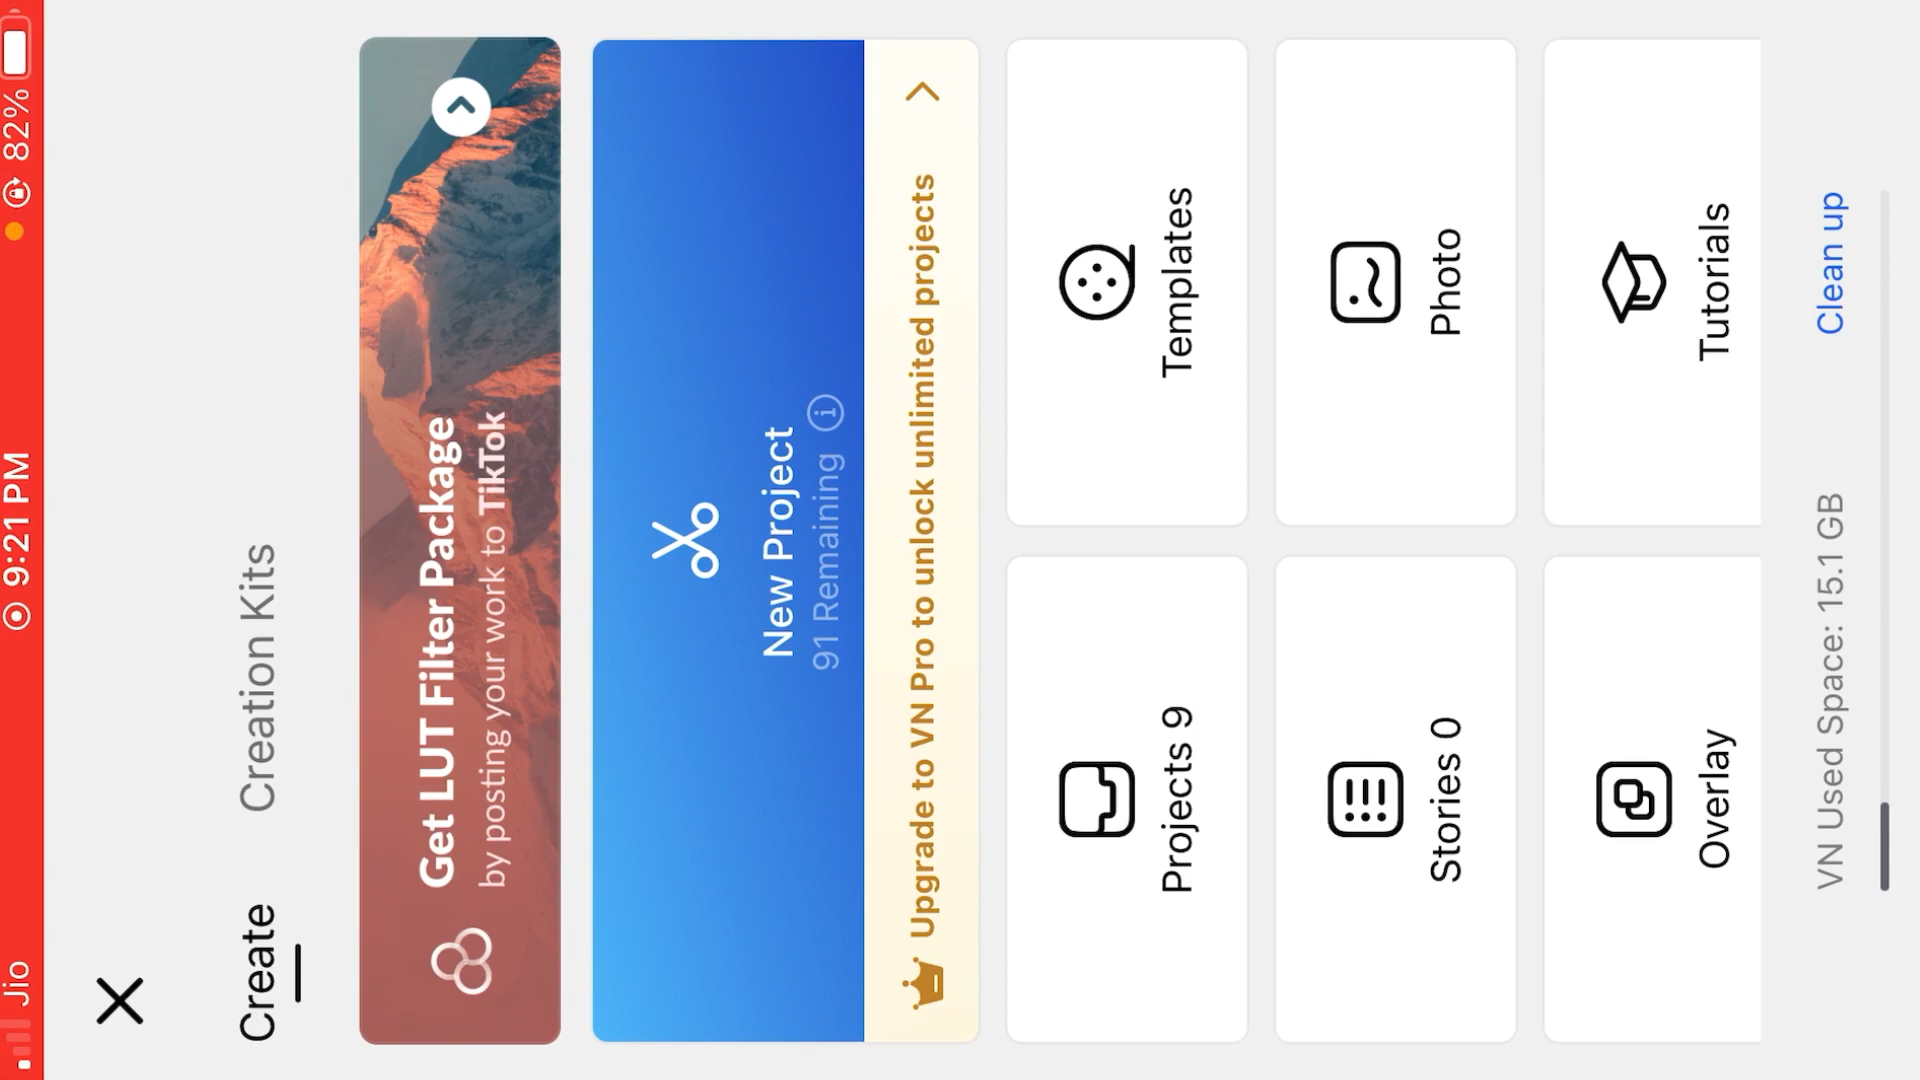 Jio
9:21 PM
82%
Create
Creation Kits
Get LUT Filter Package
by posting your work to TikTok
New Project
91 Remaining
Upgrade to VN Pro to unlock unlimited projects
Projects 9
Templates
Stories 0
Photo
Overlay
Tutorials
VN Used Space: 15.1 GB
Clean up